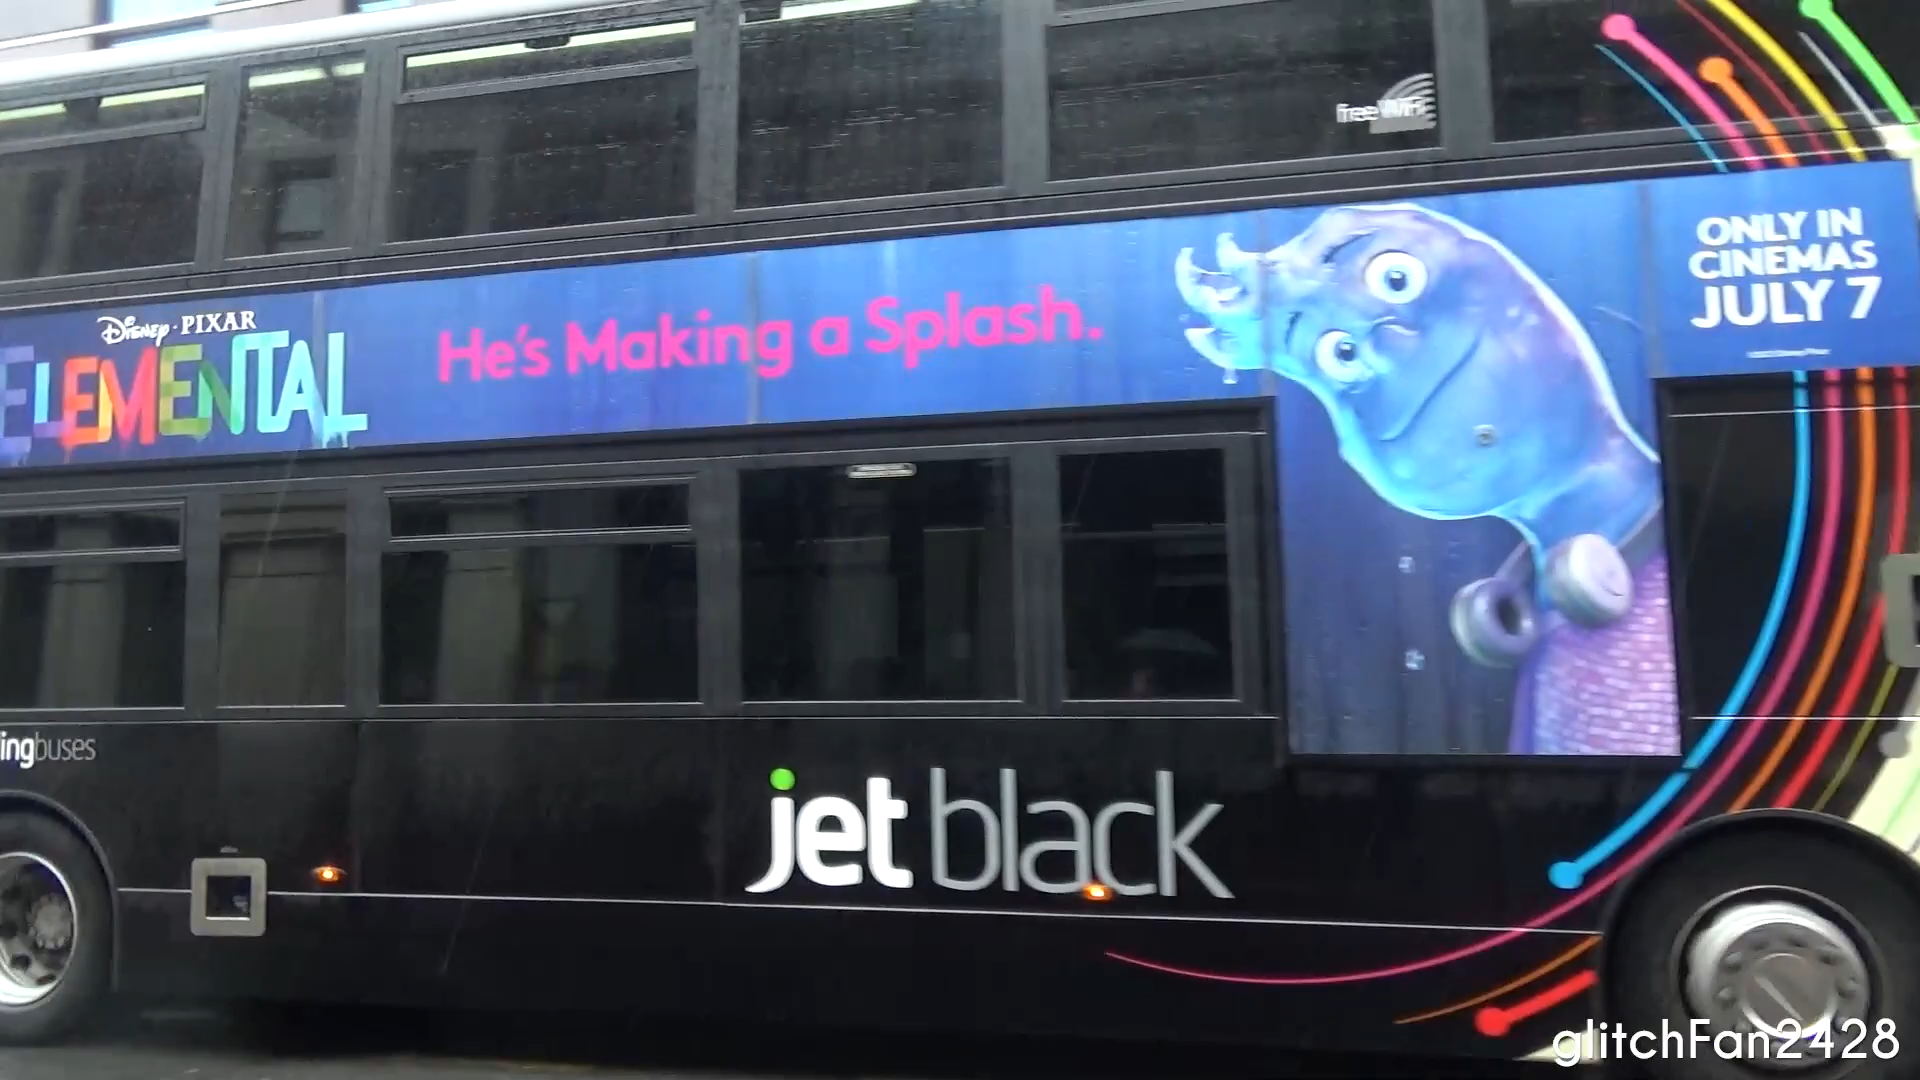 free WiFi
DISNEY · PIXAR
ELEMENTAL
He's Making a Splash.
ONLY IN
CINEMAS
JULY 7
ingbuses
jet black
glitchFan2428